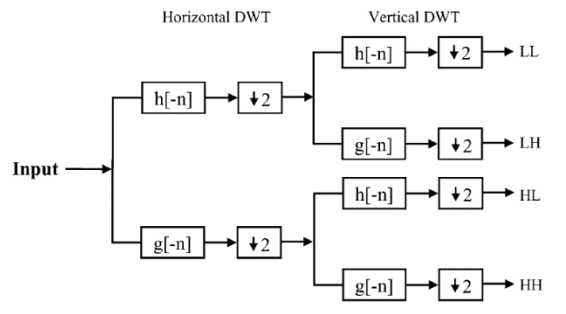 Horizontal DWT Vertical DWT
h[-n] ↓2 LL
h[-n] ↓2
g[-n] ↓2 LH
Input
h[-n] ↓2 HL
g[-n] ↓2
g[-n] ↓2 HH